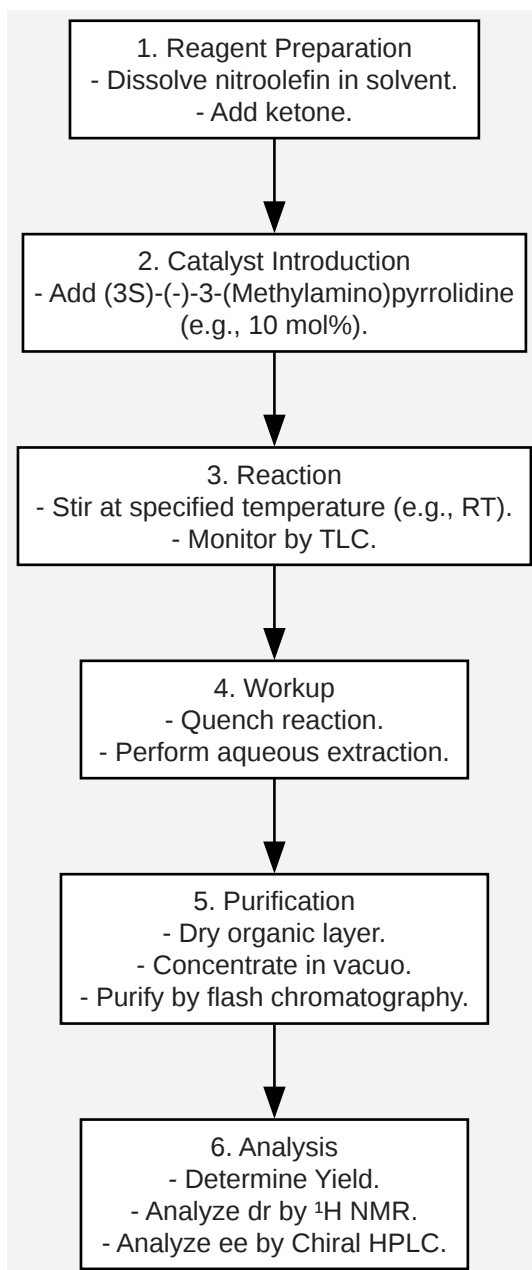 1. Reagent Preparation
- Dissolve nitroolefin in solvent.
- Add ketone.
2. Catalyst Introduction
- Add (3S)-(-)-3-(Methylamino)pyrrolidine
(e.g., 10 mol%).
3. Reaction
- Stir at specified temperature (e.g., RT).
- Monitor by TLC.
4. Workup
- Quench reaction.
- Perform aqueous extraction.
5. Purification
- Dry organic layer.
- Concentrate in vacuo.
- Purify by flash chromatography.
6. Analysis
- Determine Yield.
- Analyze dr by ¹H NMR.
- Analyze ee by Chiral HPLC.